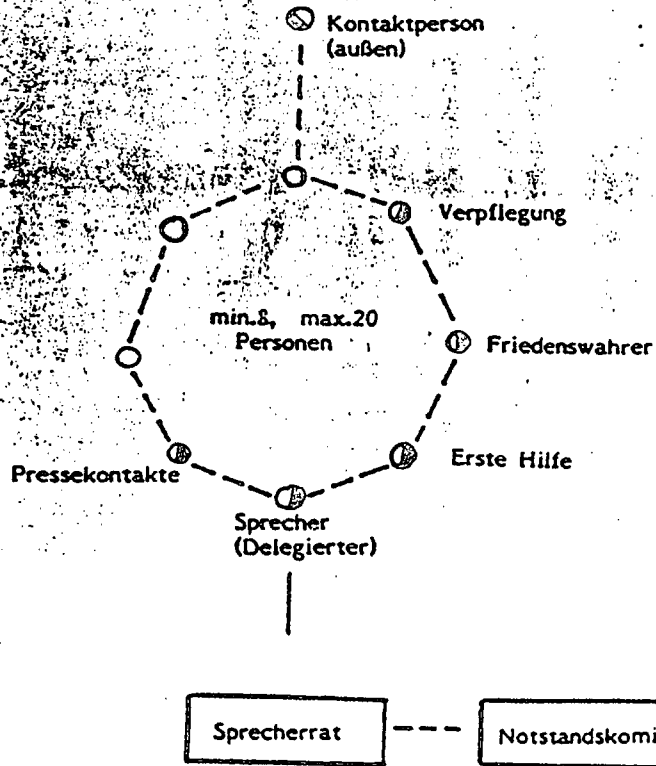 Kontaktperson
(außen)
Verpflegung
min.8, max.20
Personen
Friedenswahrer
Erste Hilfe
Pressekontakte
Sprecher
(Delegierter)
Sprecherrat
Notstandskomi